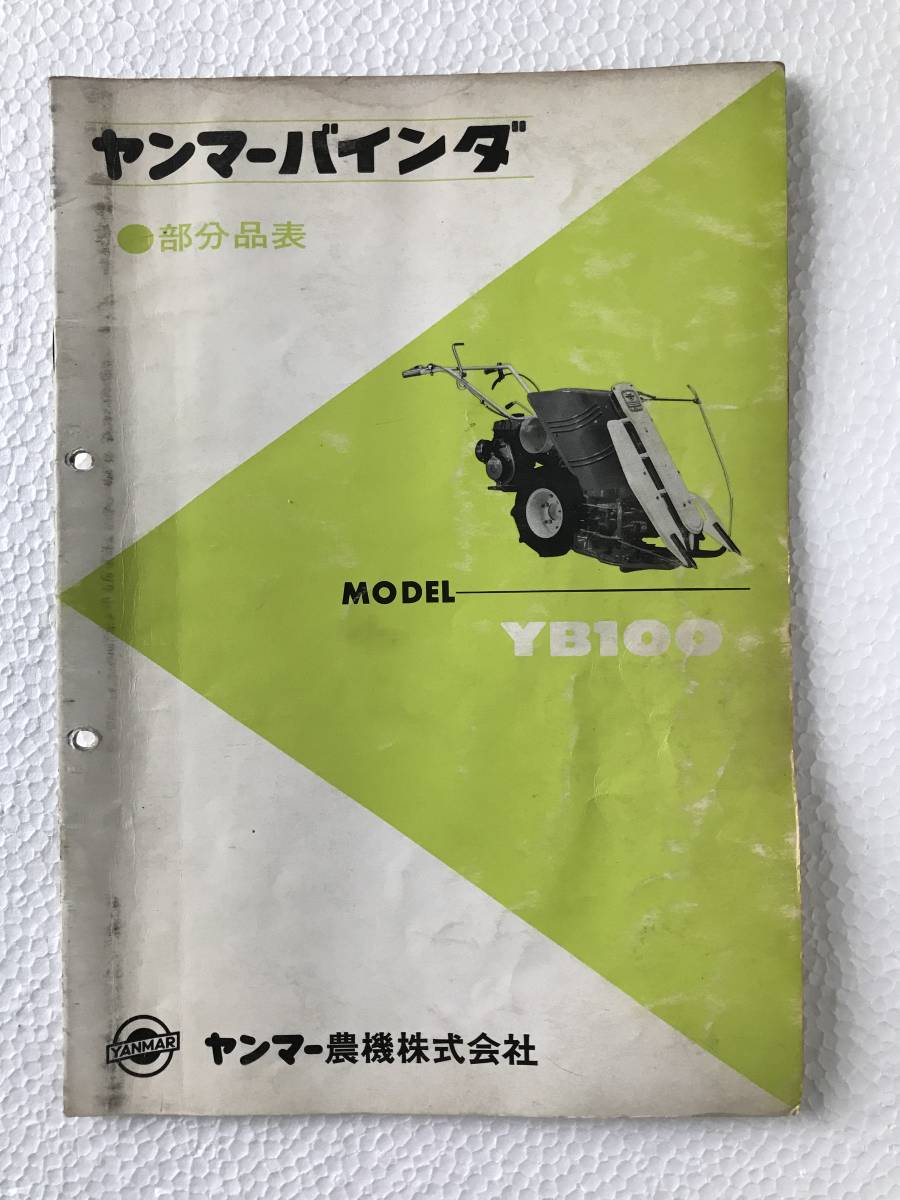 ヤンマーバインダ
●部分品表
MODEL
YB100
YANMAR
ヤンマー農機株式会社